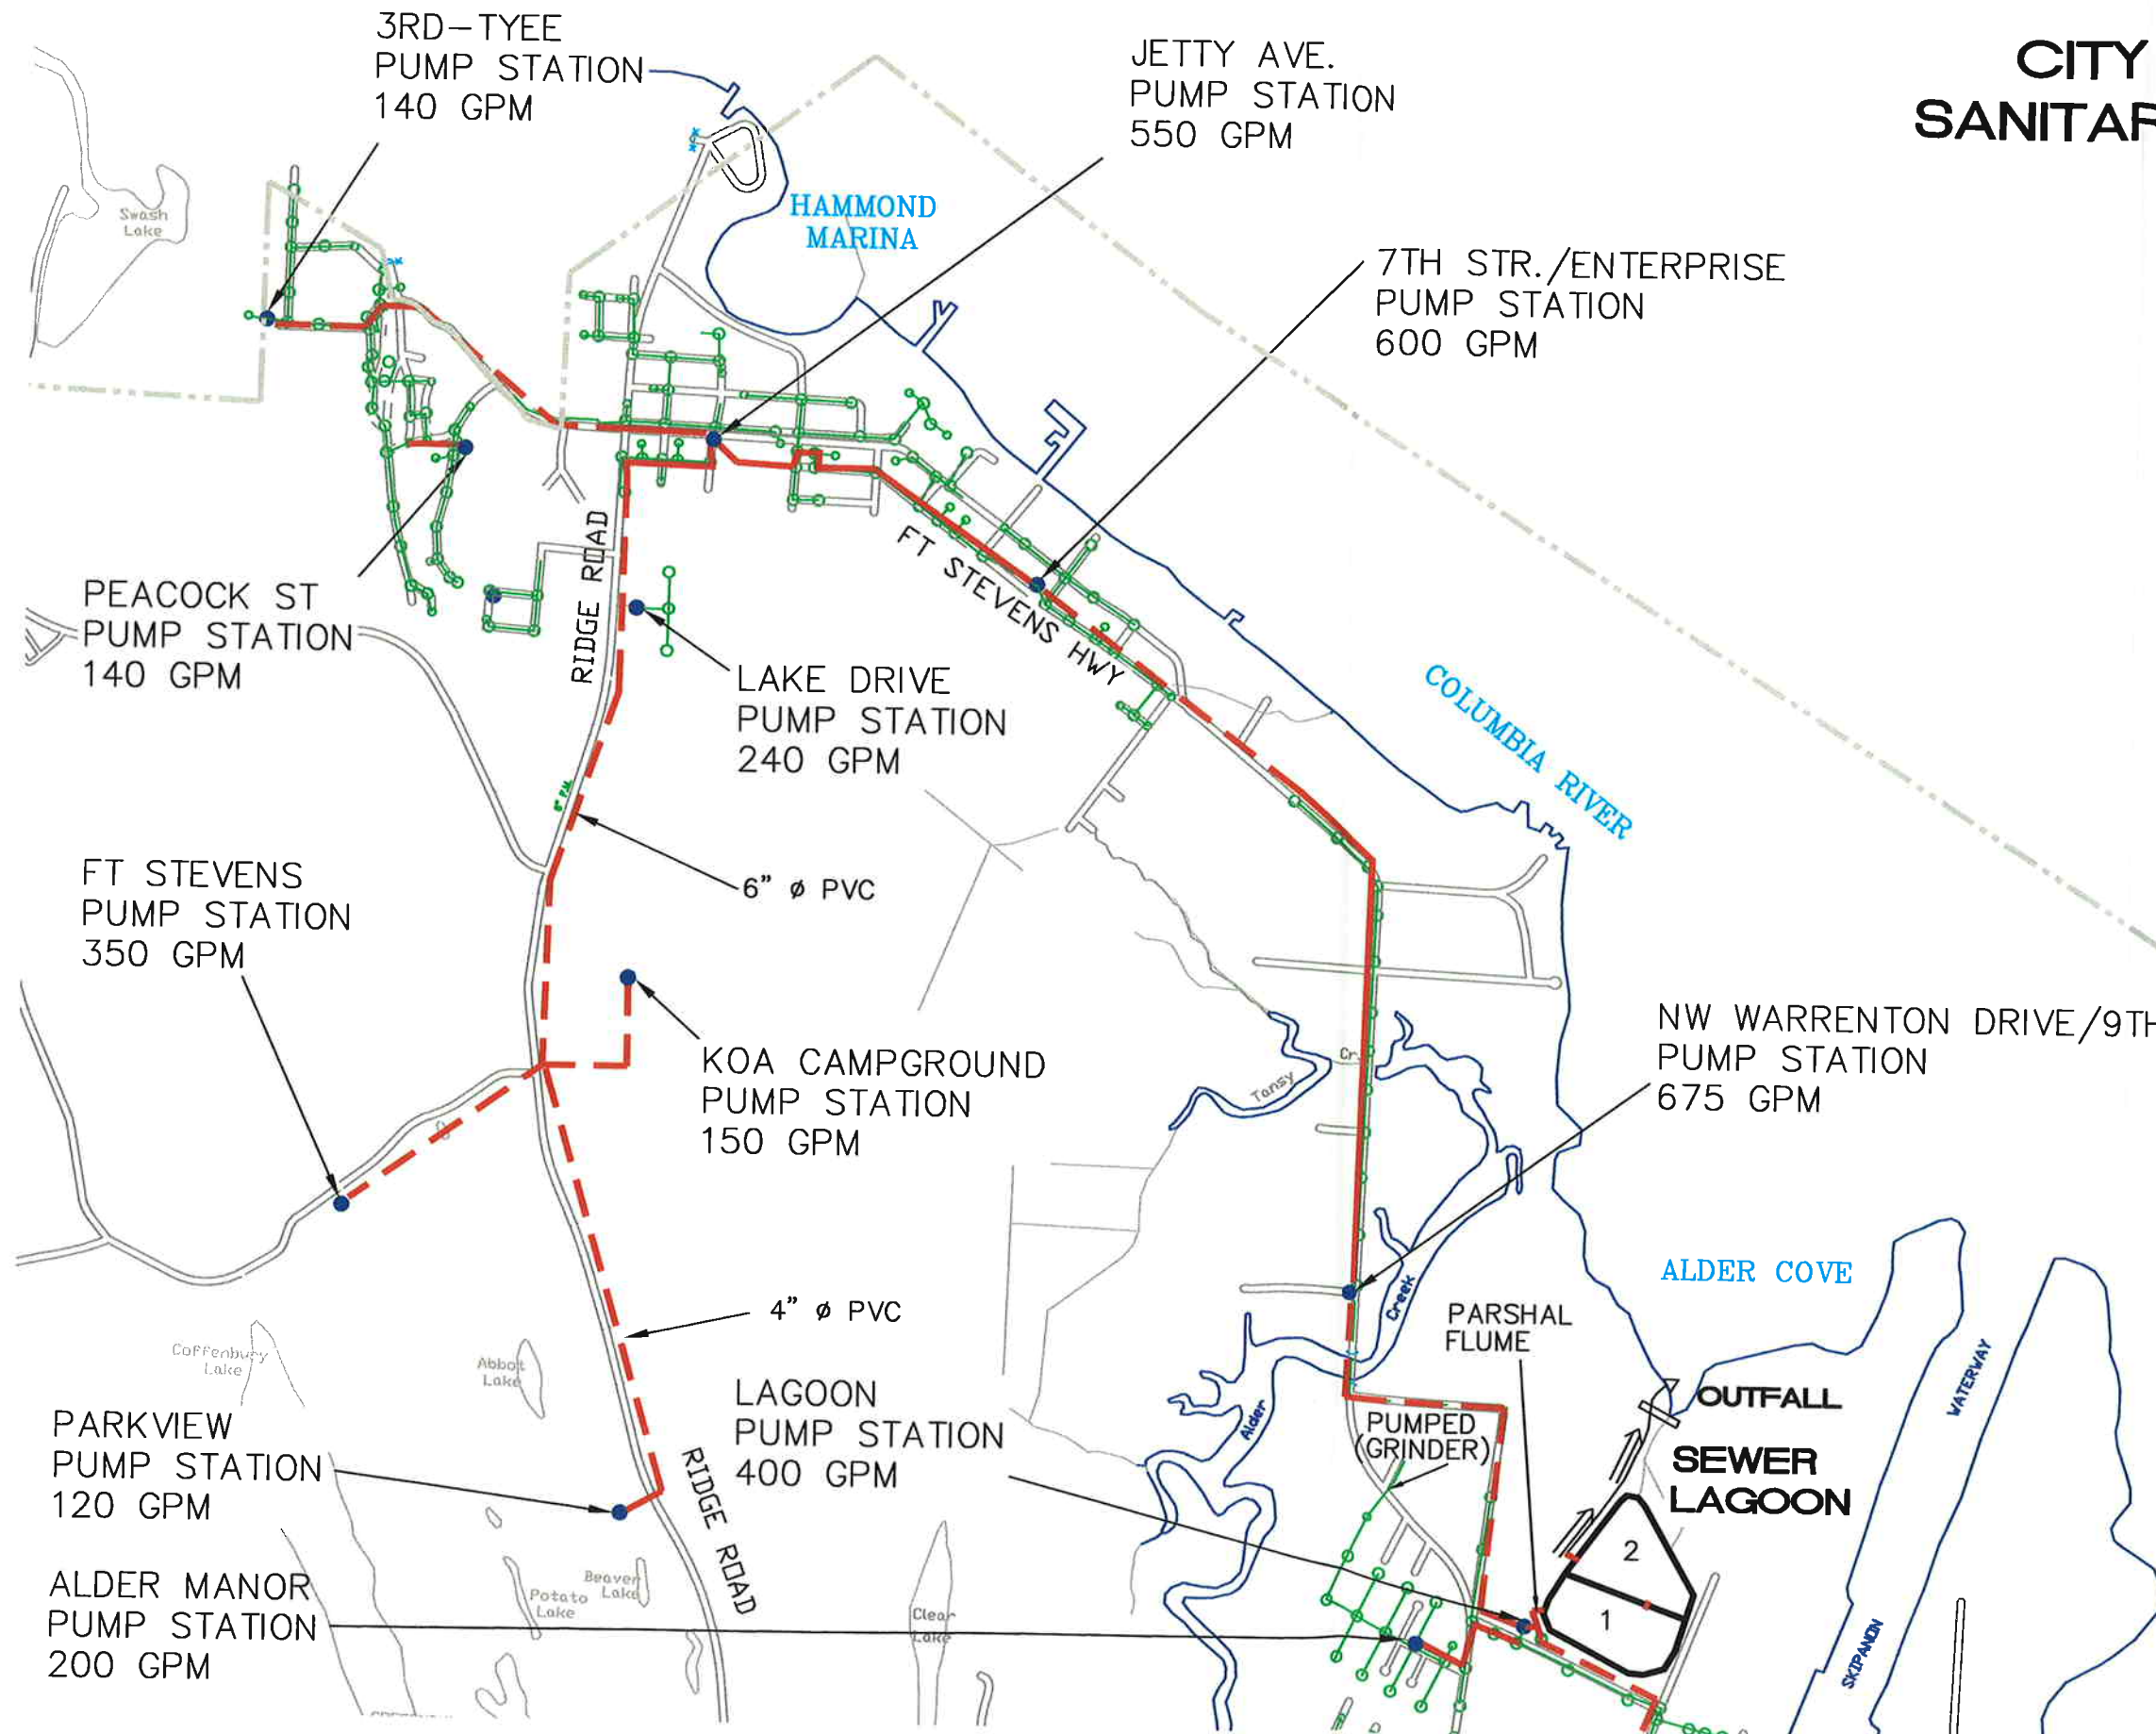 3RD-TYEE
PUMP STATION
140 GPM
JETTY AVE.
PUMP STATION
550 GPM
CITY
SANITAR
Swash
Lake
HAMMOND
MARINA
7TH STR./ENTERPRISE
PUMP STATION
600 GPM
PEACOCK ST
PUMP STATION
140 GPM
RIDGE ROAD
FT STEVENS HWY
LAKE DRIVE
PUMP STATION
240 GPM
COLUMBIA RIVER
6" F.M.
6" ø PVC
FT STEVENS
PUMP STATION
350 GPM
KOA CAMPGROUND
PUMP STATION
150 GPM
Tansy
Cr.
NW WARRENTON DRIVE/9TH
PUMP STATION
675 GPM
ALDER COVE
4" ø PVC
Creek
PARSHAL
FLUME
Coffenbury
Lake
Abbot
Lake
WATERWAY
LAGOON
PUMP STATION
400 GPM
Alder
PUMPED
(GRINDER)
OUTFALL
SEWER
LAGOON
PARKVIEW
PUMP STATION
120 GPM
RIDGE ROAD
2
1
ALDER MANOR
PUMP STATION
200 GPM
Potato
Lake
Beaver
Lake
Clear
Lake
SKIPANON